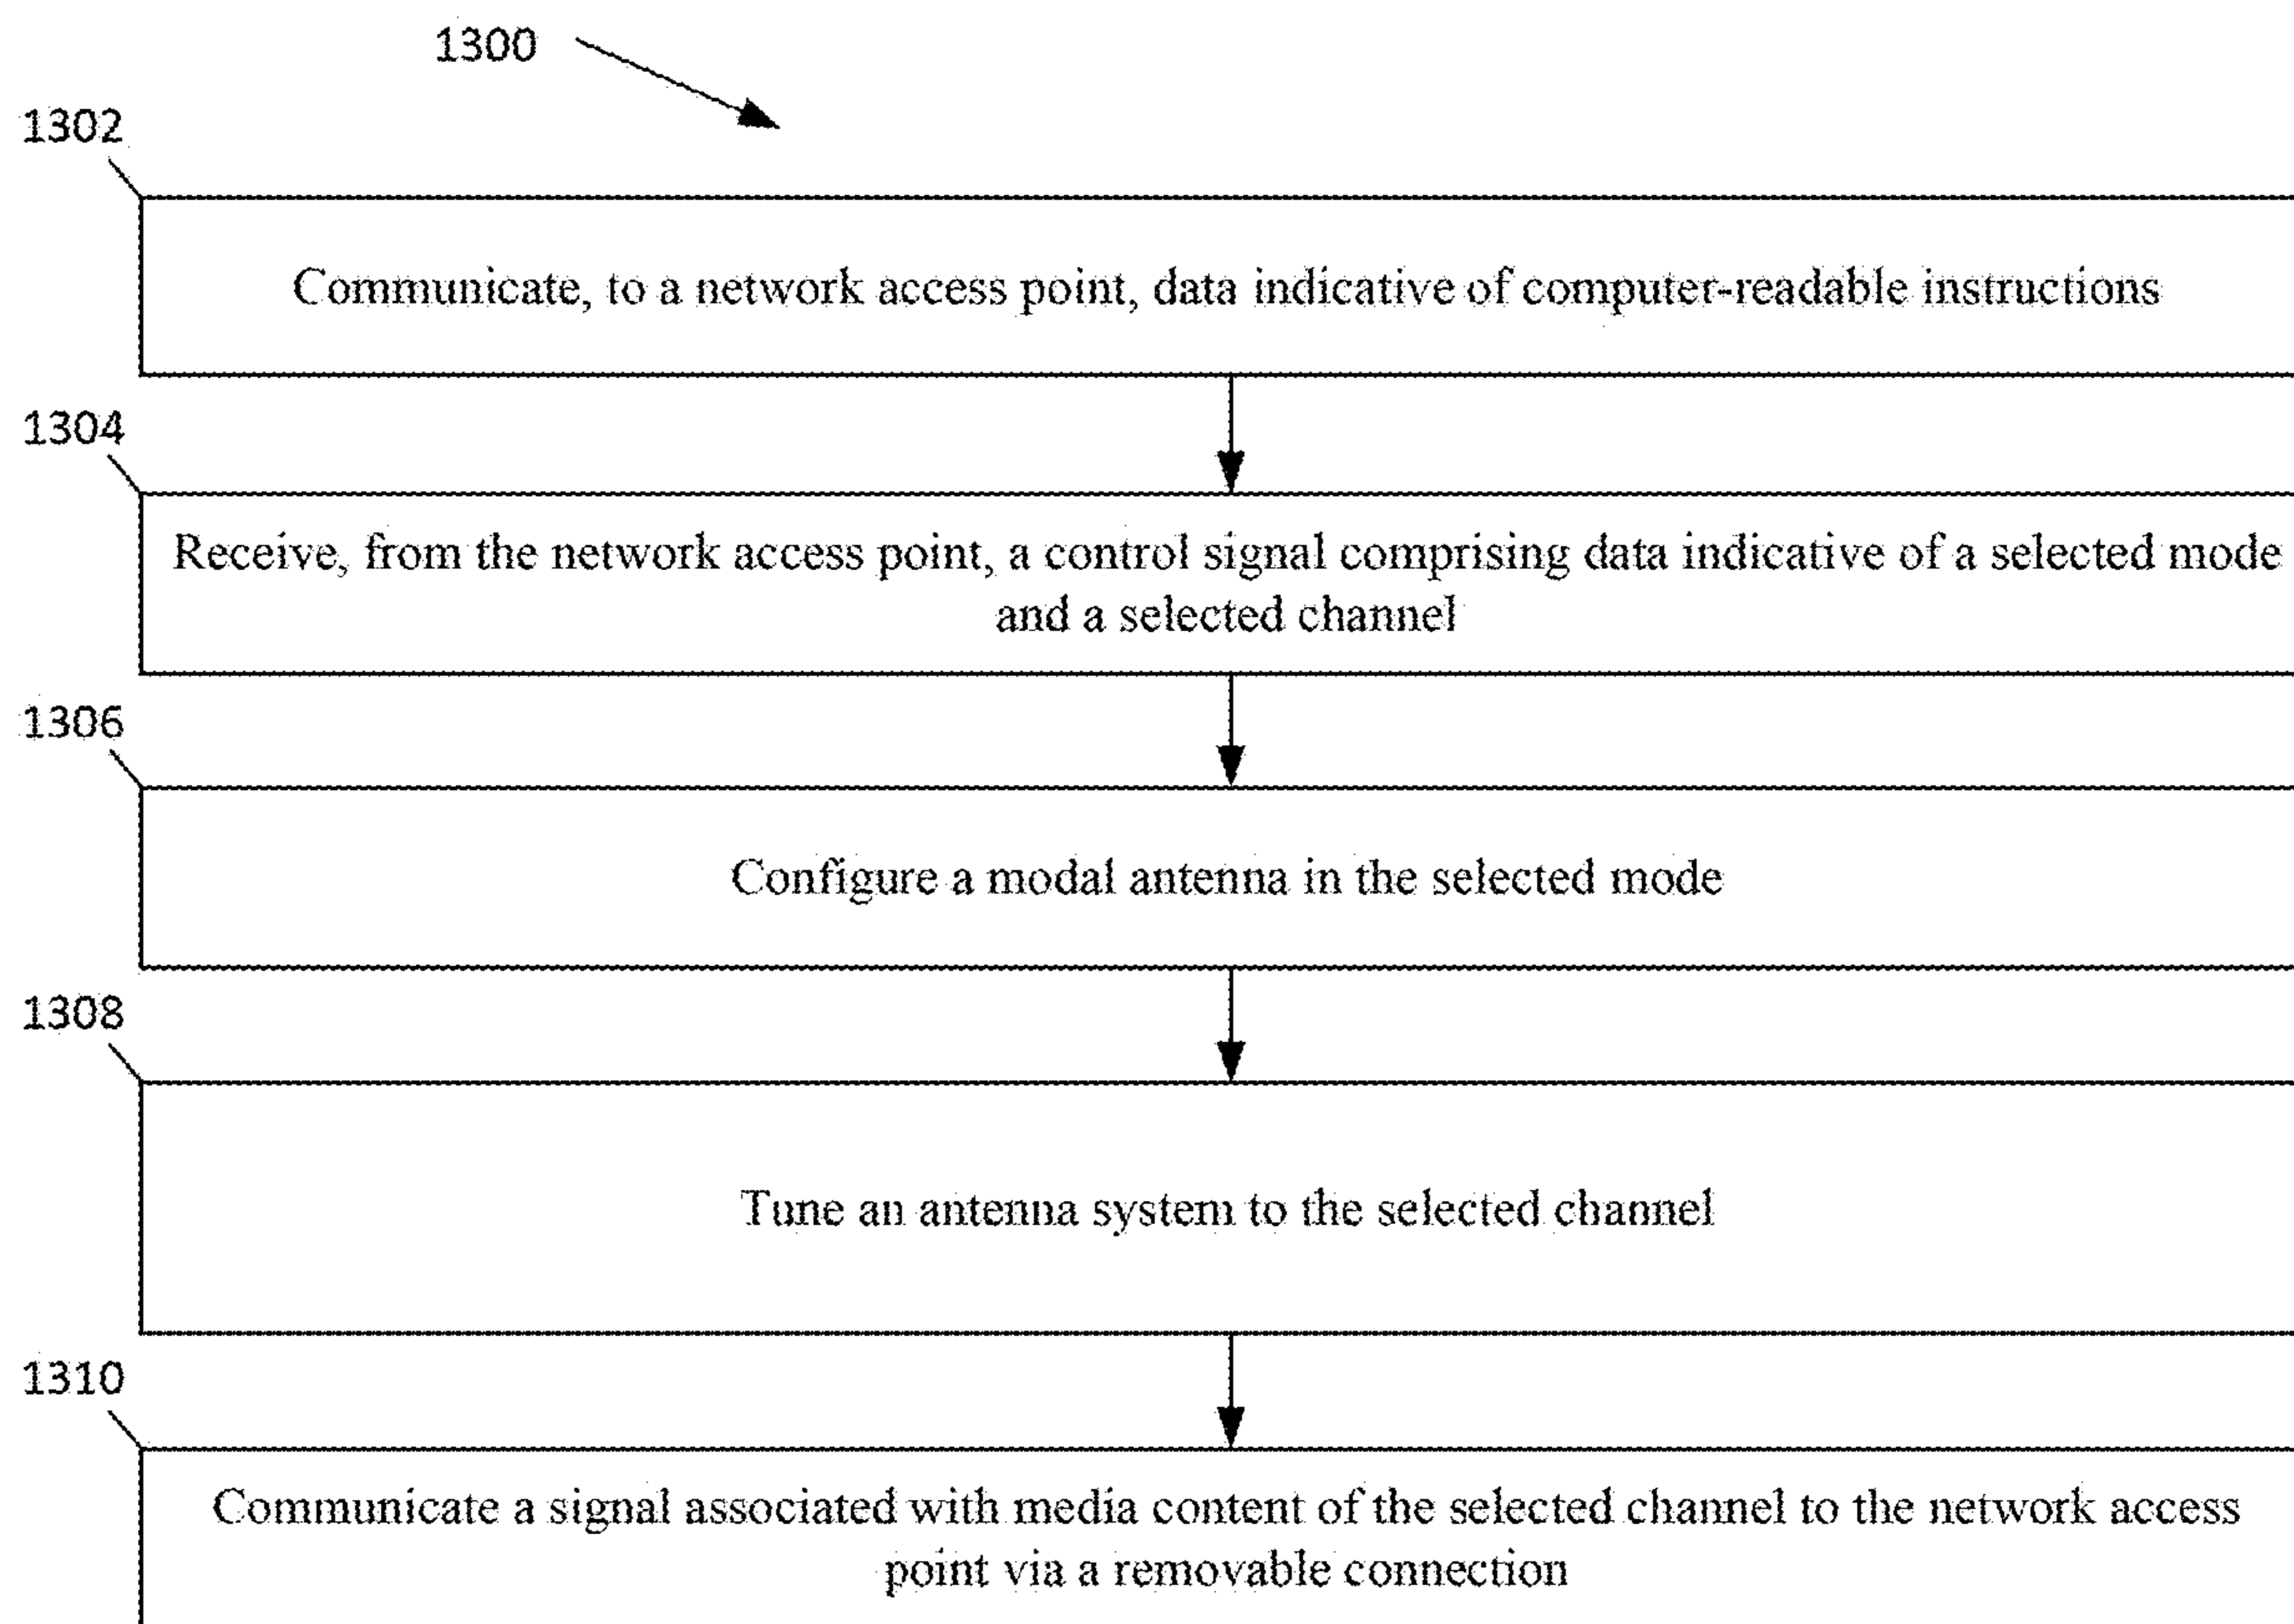 1300
1302
Communicate, to a network access point, data indicative of computer-readable instructions
1304
Receive, from the network access point, a control signal comprising data indicative of a selected mode
and a selected channel
1306
Configure a modal antenna in the selected mode
1308
Tune an antenna system to the selected channel
1310
Communicate a signal associated with media content of the selected channel to the network access
point via a removable connection